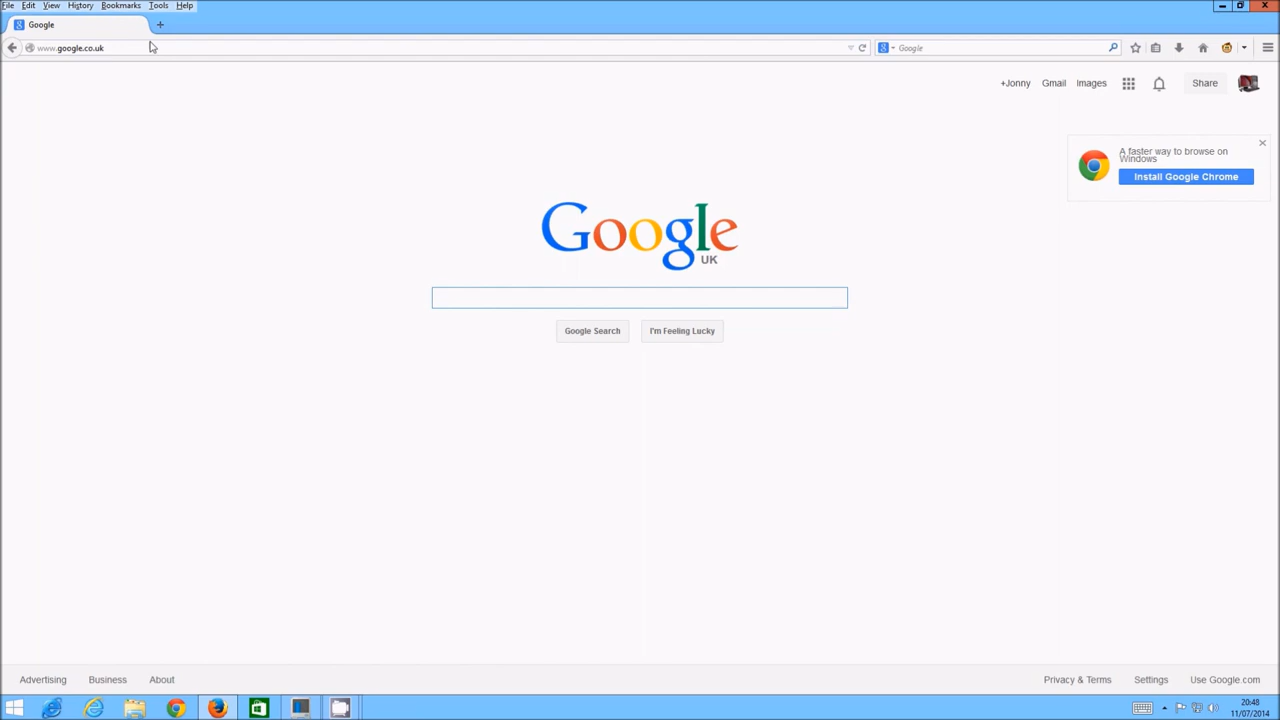 File Edit View History Bookmarks Tools Help
Google
www.google.co.uk
Google
+Jonny Gmail Images Share
A faster way to browse on
Windows
Install Google Chrome
Google
UK
Google Search I'm Feeling Lucky
Advertising Business About Privacy & Terms Settings Use Google.com
20:48
11/07/2014